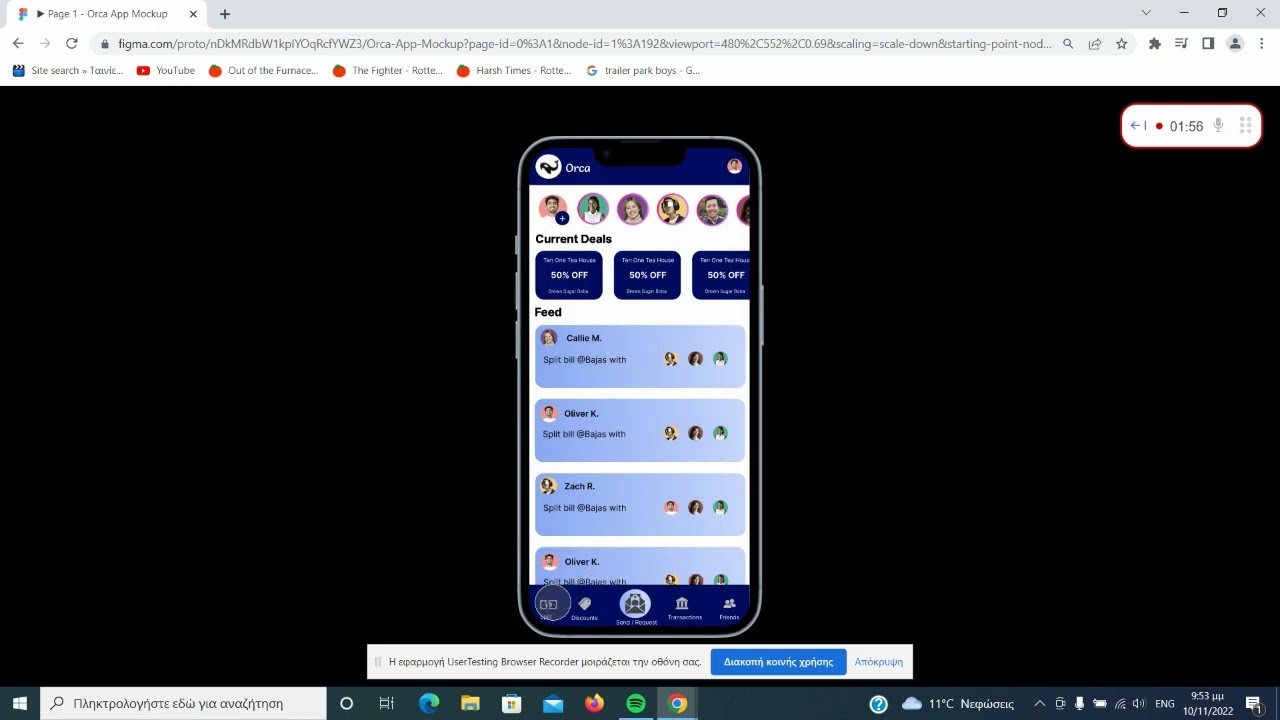 Page 1 - Orca App Mockup
figma.com/proto/nDkMRdbW1kpIYOqRcfYWZ3/Orca-App-Mockup?page-id=0%3A1&node-id=1%3A192&viewport=480%2C552%2C0.69&scaling=scale-down&starting-point-nod...
Site search » Ταινίε... YouTube Out of the Furnace... The Fighter - Rotte... Harsh Times - Rotte... trailer park boys - G...
01:56
Orca
Current Deals
Ten One Tea House Ten One Tea House Ten One Tea Hous
50% OFF 50% OFF 50% OFF
Brown Sugar Boba Brown Sugar Boba Brown Sugar Boba
Feed
Callie M.
Split bill @Bajas with
Oliver K.
Split bill @Bajas with
Zach R.
Split bill @Bajas with
Oliver K.
Split bill @Bajas with
Split Discounts Send / Request Transactions Friends
Η εφαρμογή UserTesting Browser Recorder μοιράζεται την οθόνη σας. Διακοπή κοινής χρήσης Απόκρυψη
Πληκτρολογήστε εδώ για αναζήτηση
11°C Νεφώσεις
ENG
9:53 μμ
10/11/2022
1